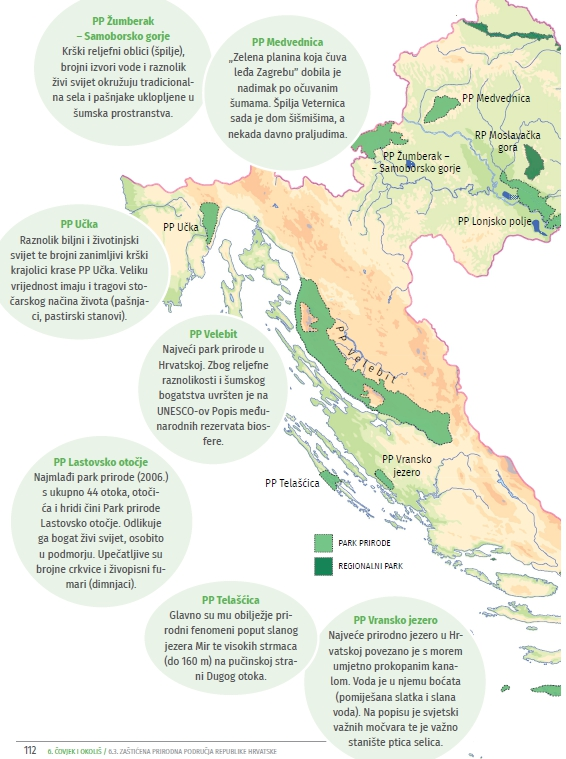 PP Žumberak
– Samoborsko gorje
Krški reljefni oblici (špilje),
brojni izvori vode i raznolik
živi svijet okružuju tradicional-
na sela i pašnjake uklopljene u
šumska prostranstva.
PP Medvednica
„Zelena planina koja čuva
leđa Zagrebu” dobila je
nadimak po očuvanim
šumama. Špilja Veternica
sada je dom šišmišima, a
nekada davno praljudima.
PP Medvednica
RP Moslavačka
gora
PP Žumberak –
– Samoborsko gorje
PP Lonjsko polje
PP Učka
PP Učka
Raznolik biljni i životinjski
svijet te brojni zanimljivi krški
krajolici krase PP Učka. Veliku
vrijednost imaju i tragovi sto-
čarskog načina života (pašnja-
ci, pastirski stanovi).
PP Velebit
Najveći park prirode u
Hrvatskoj. Zbog reljefne
raznolikosti i šumskog
bogatstva uvršten je na
UNESCO-ov Popis među-
narodnih rezervata bios-
fere.
PP Velebit
PP Lastovsko otočje
Najmlađi park prirode (2006.)
s ukupno 44 otoka, otoči-
ća i hridi čini Park prirode
Lastovsko otočje. Odlikuje
ga bogat živi svijet, osobito
u podmorju. Upečatljive su
brojne crkvice i živopisni fu-
mari (dimnjaci).
PP Vransko
jezero
PP Telašćica
PARK PRIRODE
REGIONALNI PARK
PP Telašćica
Glavno su mu obilježje pri-
rodni fenomeni poput slanog
jezera Mir te visokih strmaca
(do 160 m) na pučinskoj stra-
ni Dugog otoka.
PP Vransko jezero
Najveće prirodno jezero u Hr-
vatskoj povezano je s morem
umjetno prokopanim kana-
lom. Voda je u njemu boćata
(pomiješana slatka i slana
voda). Na popisu je svjetski
važnih močvara te je važno
stanište ptica selica.
112 6. ČOVJEK I OKOLIŠ / 6.3. ZAŠTIĆENA PRIRODNA PODRUČJA REPUBLIKE HRVATSKE